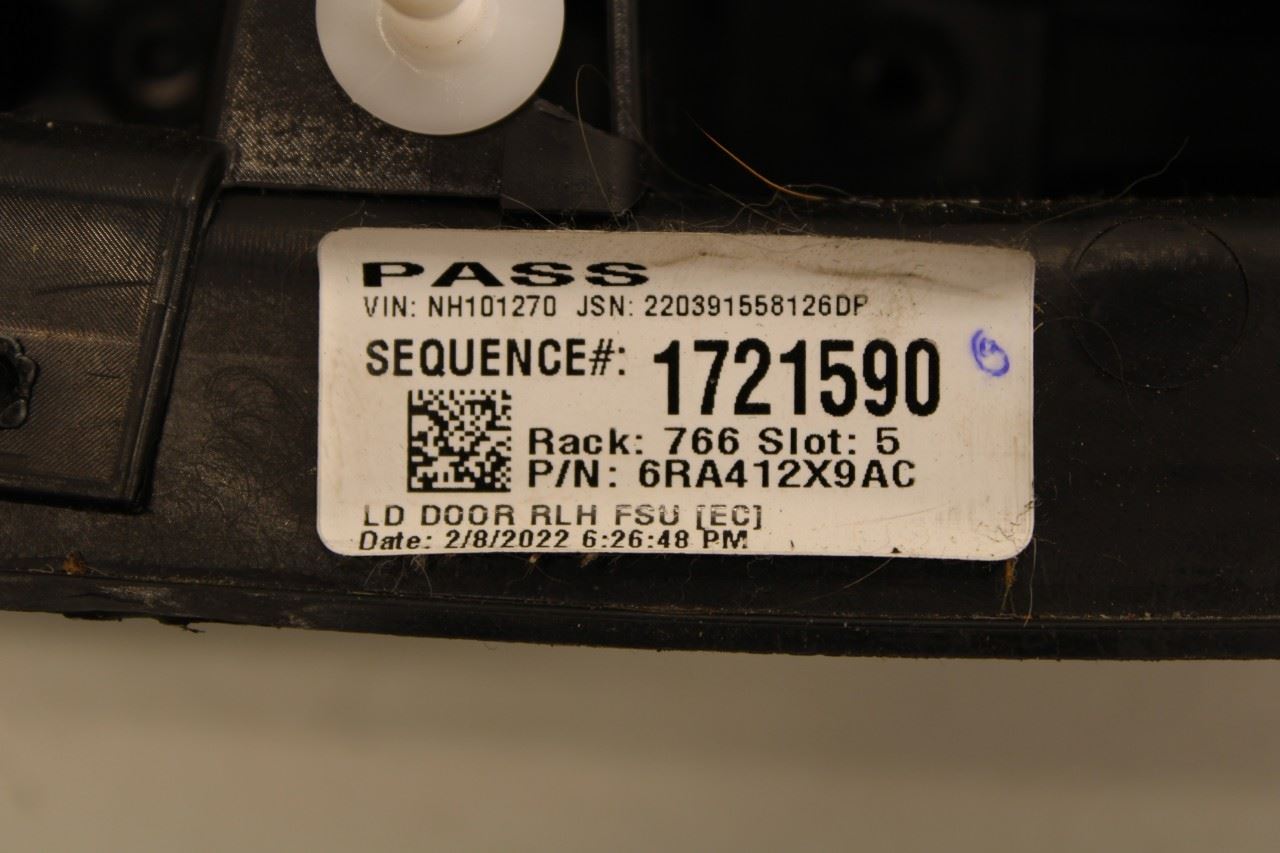 PASS
VIN: NH101270 JSN: 220391558126DP
SEQUENCE#: 1721590
Rack: 766 Slot: 5
P/N: 6RA412X9AC
LD DOOR RLH FSU [EC]
Date: 2/8/2022 6:26:48 PM